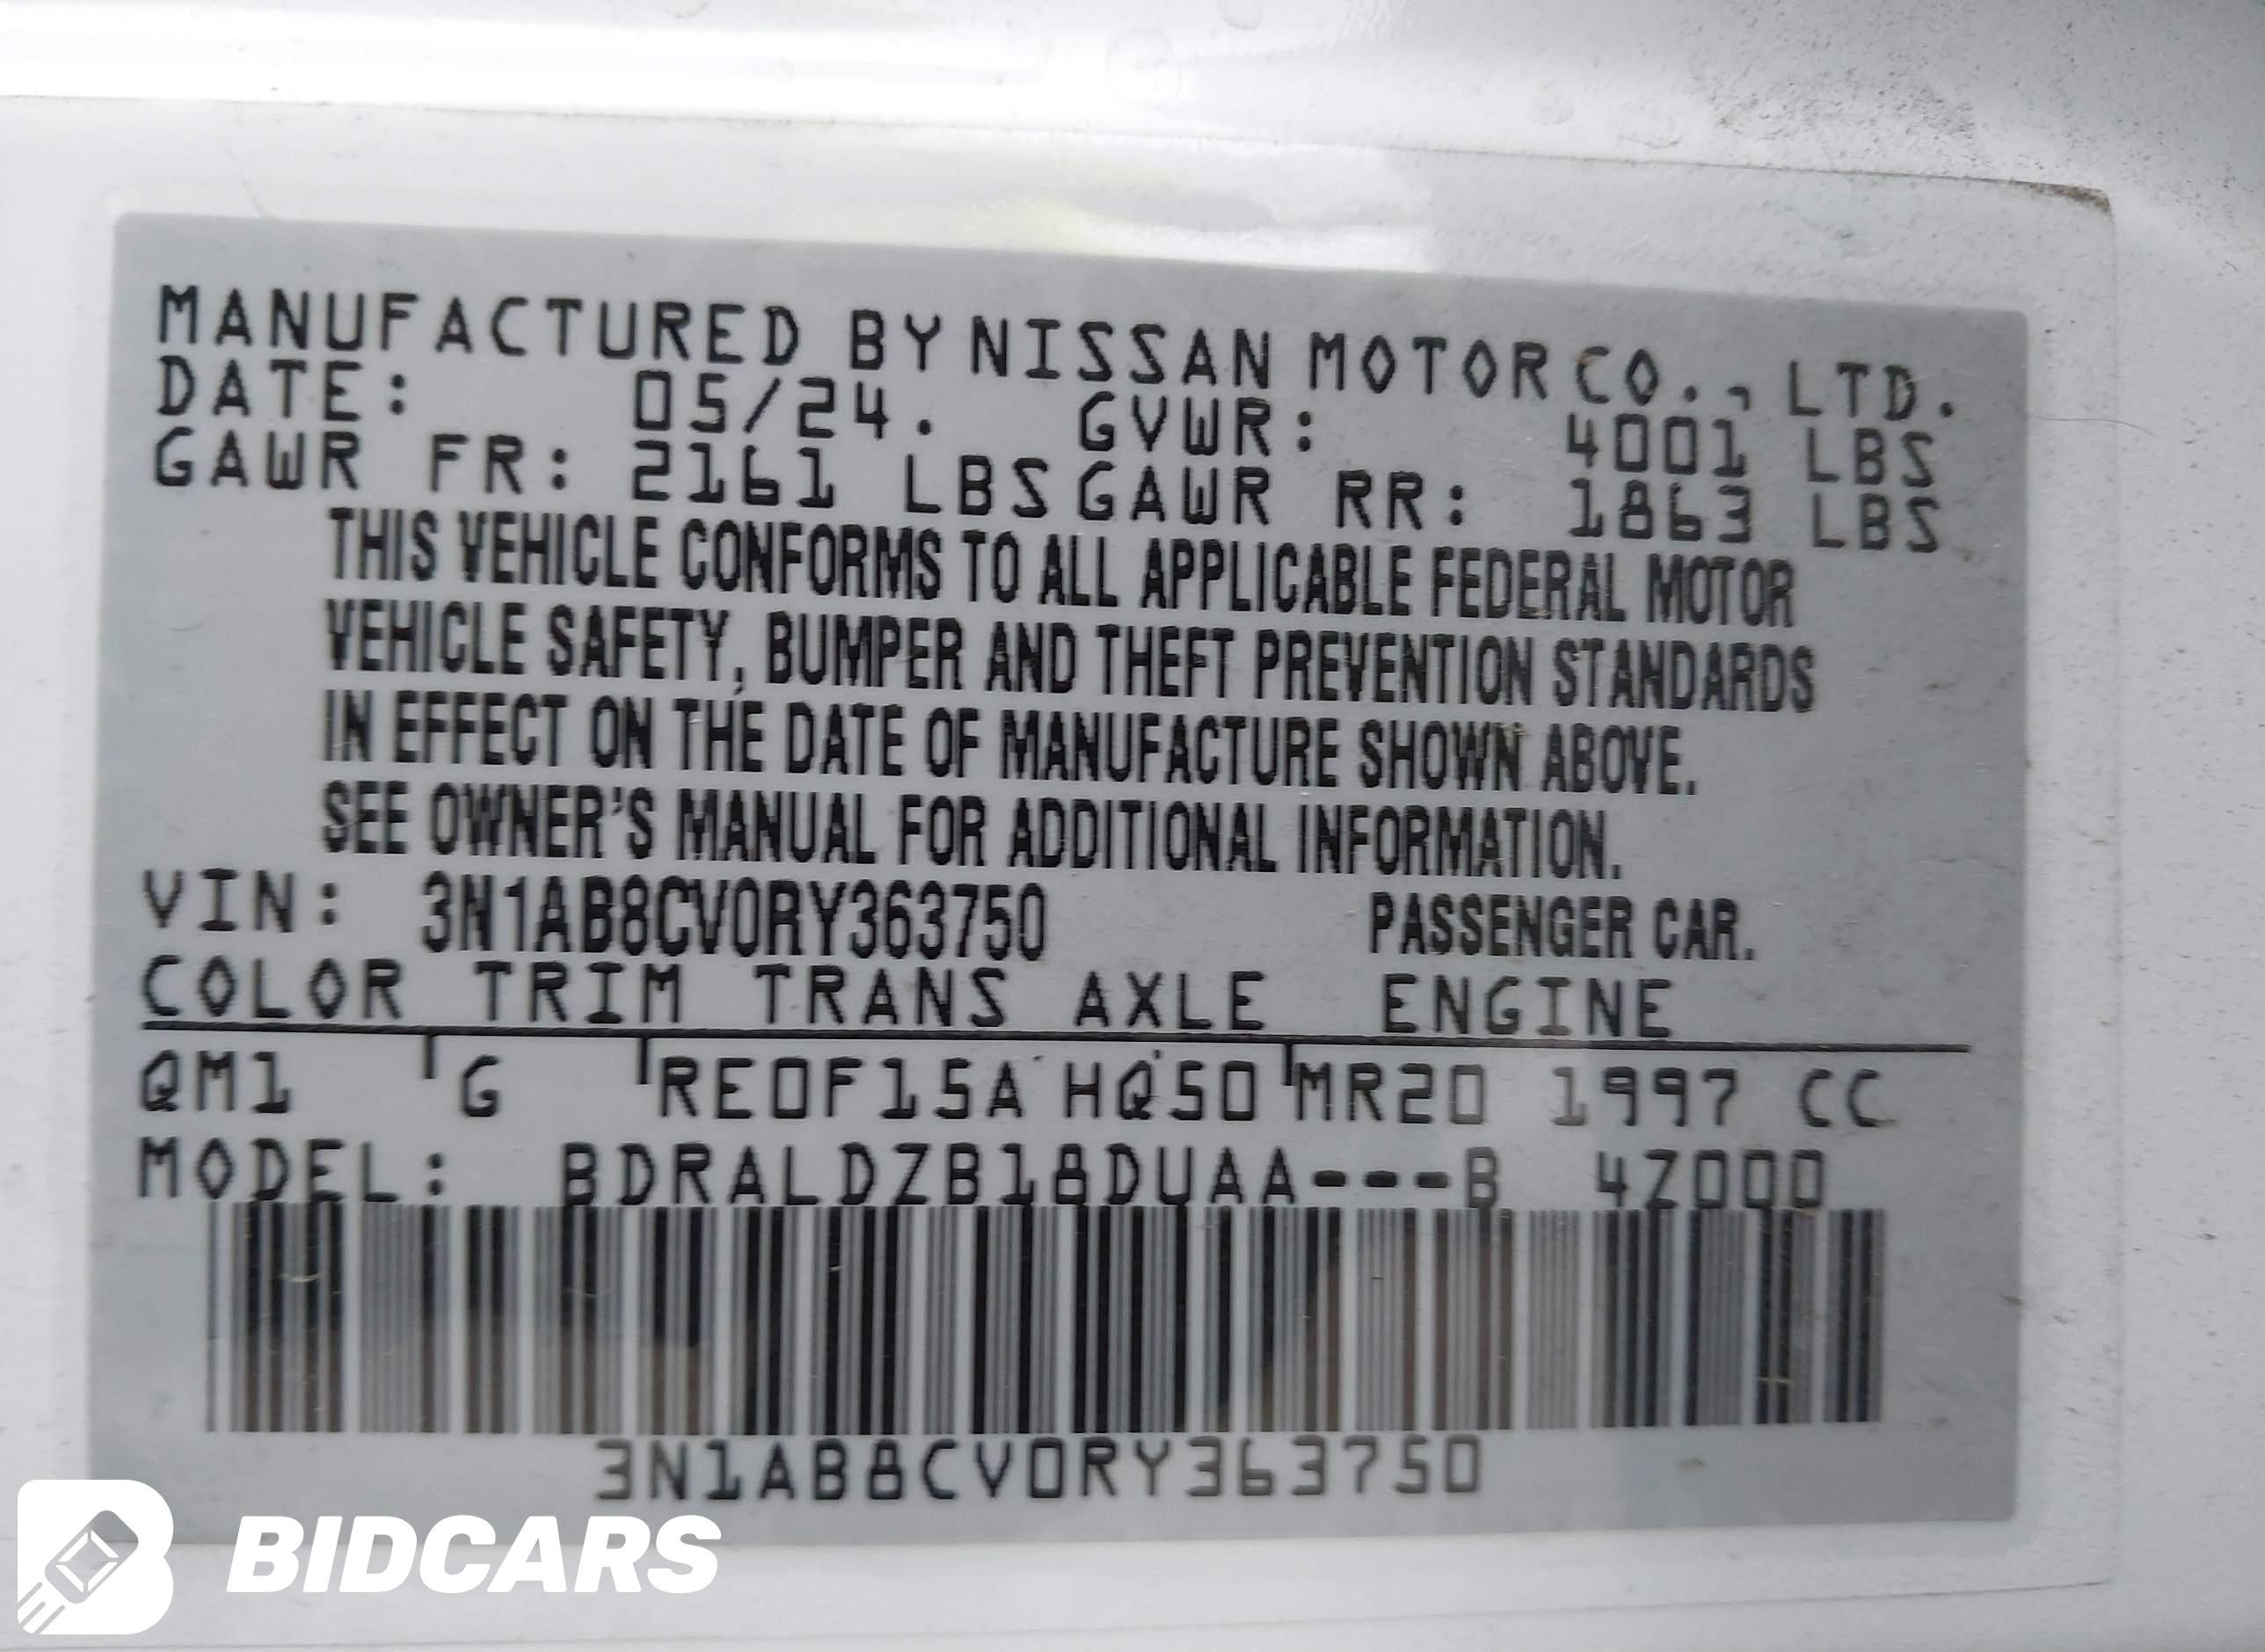 MANUFACTURED BY NISSAN MOTOR CO., LTD.
DATE: 05/24. GVWR: 4001 LBS
GAWR FR: 2161 LBS GAWR RR: 1863 LBS
THIS VEHICLE CONFORMS TO ALL APPLICABLE FEDERAL MOTOR
VEHICLE SAFETY, BUMPER AND THEFT PREVENTION STANDARDS
IN EFFECT ON THE DATE OF MANUFACTURE SHOWN ABOVE.
SEE OWNER'S MANUAL FOR ADDITIONAL INFORMATION.
VIN: 3N1AB8CV0RY363750 PASSENGER CAR.
COLOR TRIM TRANS AXLE ENGINE
QM1 G RE0F15A HQ50 MR20 1997 CC
MODEL: BDRALDZB18DUAA---B 4Z000
3N1AB8CV0RY363750
BIDCARS